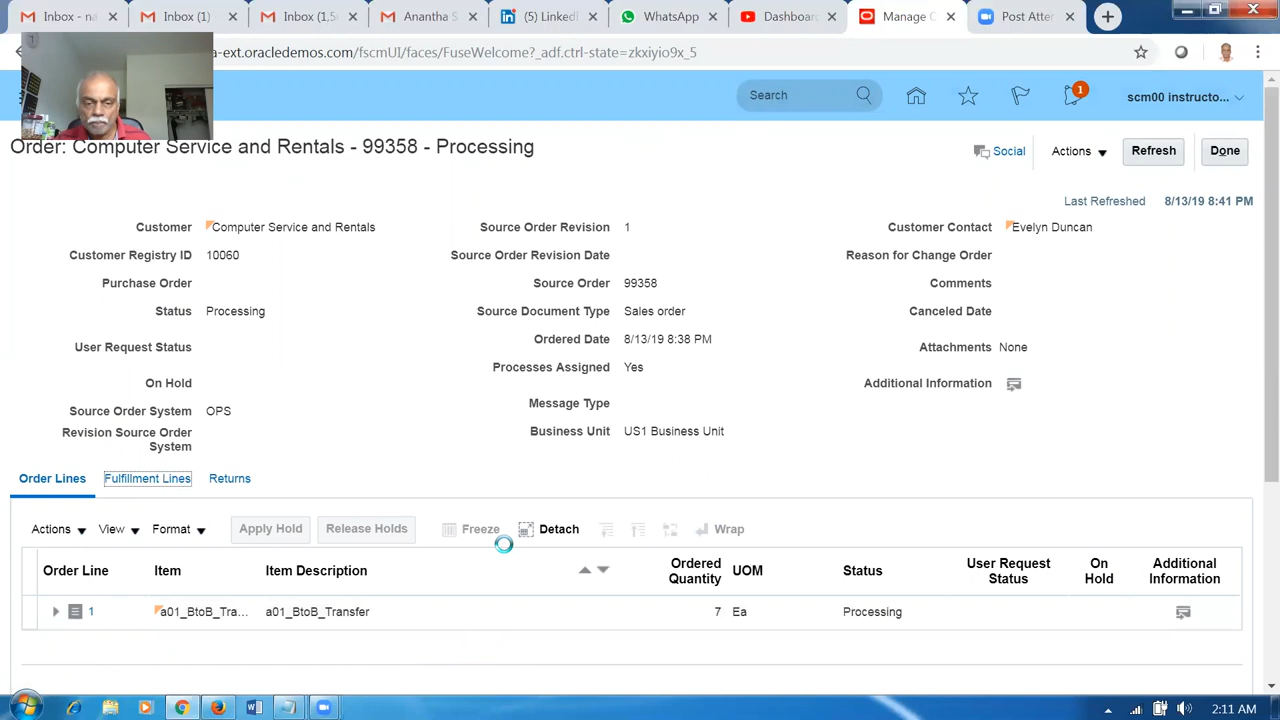 Inbox -
Inbox (1)
Inbox (1,5
Anantha S
(5) Linked
WhatsApp
Dashboar
Manage C
Post Atter
1
a-ext.oracledemos.com/fscmUI/faces/FuseWelcome?_adf.ctrl-state=zkxiyio9x_5
Search
1
scm00 instructo...
Order: Computer Service and Rentals - 99358 - Processing
Social
Actions
Refresh
Done
Last Refreshed 8/13/19 8:41 PM
Customer Computer Service and Rentals
Customer Registry ID 10060
Purchase Order
Status Processing
User Request Status
On Hold
Source Order System OPS
Revision Source Order
System
Source Order Revision 1
Source Order Revision Date
Source Order 99358
Source Document Type Sales order
Ordered Date 8/13/19 8:38 PM
Processes Assigned Yes
Message Type
Business Unit US1 Business Unit
Customer Contact Evelyn Duncan
Reason for Change Order
Comments
Canceled Date
Attachments None
Additional Information
Order Lines Fulfillment Lines Returns
Actions View Format Apply Hold Release Holds Freeze Detach Wrap
Order Line Item Item Description Ordered Quantity UOM Status User Request Status On Hold Additional Information
1 a01_BtoB_Tra... a01_BtoB_Transfer 7 Ea Processing
2:11 AM